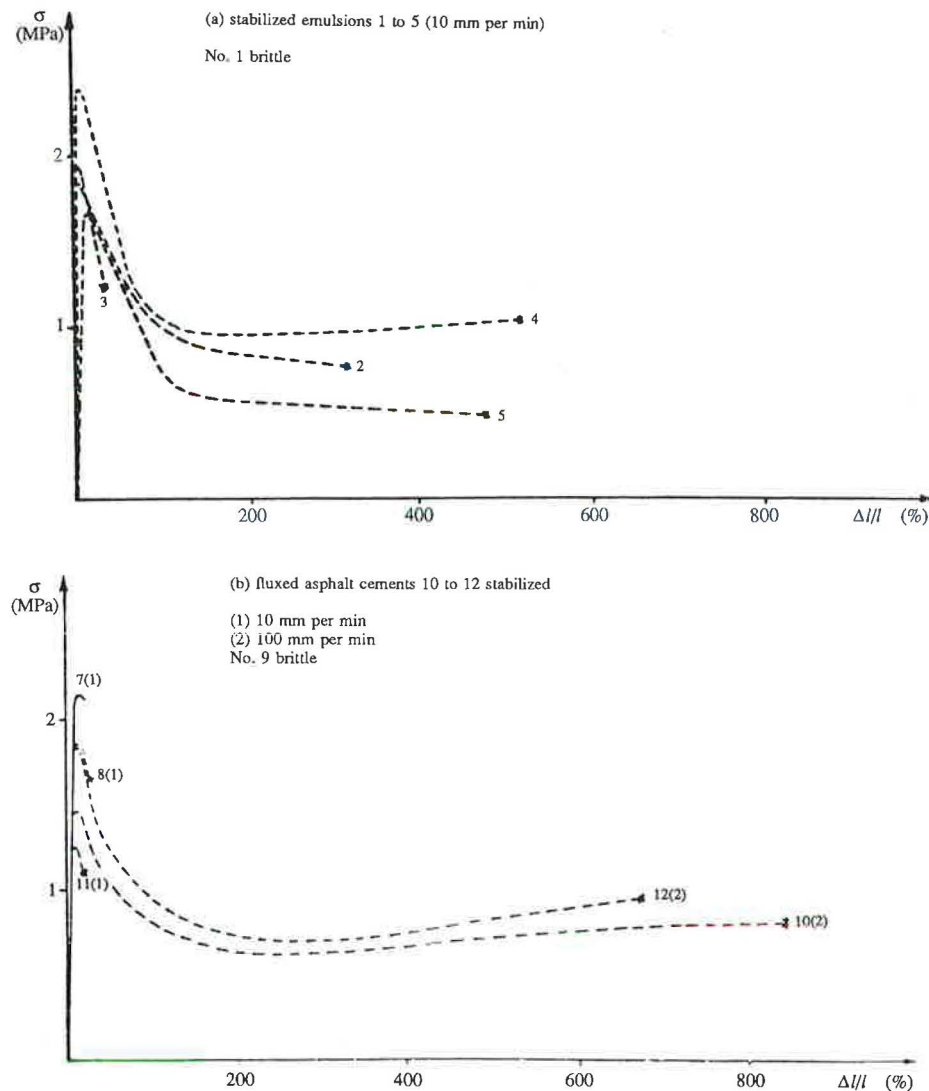 (a) stabilized emulsions 1 to 5 (10 mm per min)
No. 1 brittle
σ
(MPa)
2
1
3
4
2
5
200
400
600
800
Δl/l (%)
(b) fluxed asphalt cements 10 to 12 stabilized
(1) 10 mm per min
(2) 100 mm per min
No. 9 brittle
σ
(MPa)
7(1)
2
8(1)
1
11(1)
12(2)
10(2)
200
400
600
800
Δl/l (%)